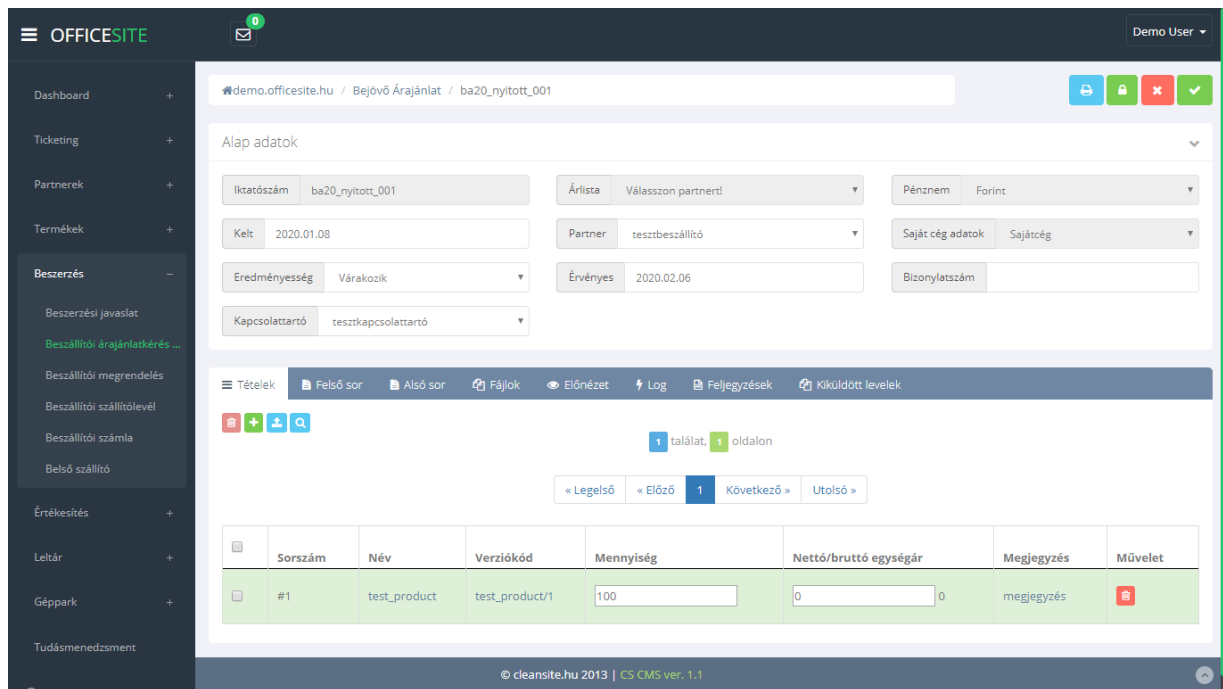 OFFICESITE
0
Demo User
Dashboard +
Ticketing +
Partnerek +
Termékek +
Beszerzés −
Beszerzési javaslat
Beszállítói árajánlatkérés ...
Beszállítói megrendelés
Beszállítói szállítólevél
Beszállítói számla
Belső szállító
Értékesítés +
Leltár +
Géppark +
Tudásmenedzsment
demo.officesite.hu / Bejövő Árajánlat / ba20_nyitott_001
Alap adatok
Iktatószám ba20_nyitott_001 Árlista Válasszon partnert! Pénznem Forint
Kelt 2020.01.08 Partner tesztbeszállító Saját cég adatok Sajátcég
Eredményesség Várakozik Érvényes 2020.02.06 Bizonylatszám
Kapcsolattartó tesztkapcsolattartó
Tételek Felső sor Alsó sor Fájlok Előnézet Log Feljegyzések Kiküldött levelek
1 találat, 1 oldalon
« Legelső « Előző 1 Következő » Utolsó »
Sorszám Név Verziókód Mennyiség Nettó/bruttó egységár Megjegyzés Művelet
#1 test_product test_product/1 100 0 0 megjegyzés
© cleansite.hu 2013 | CS CMS ver. 1.1